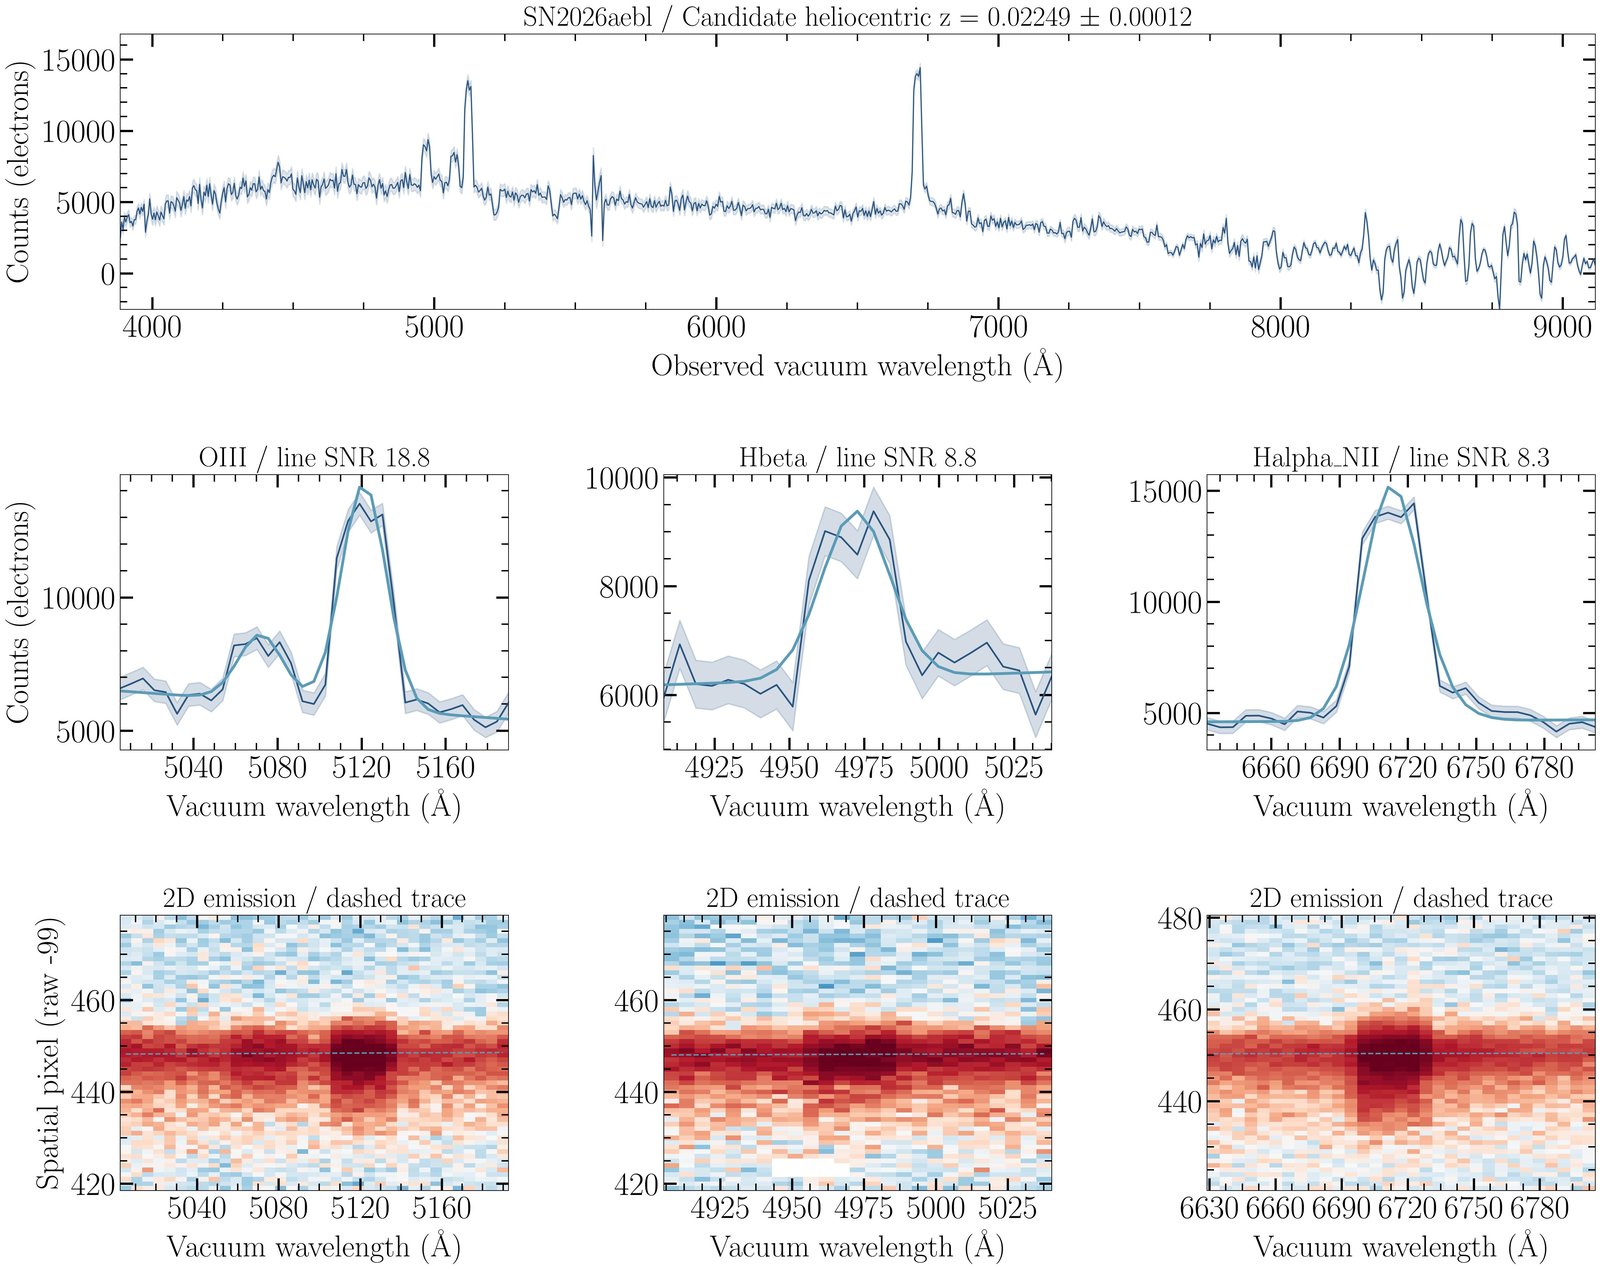 SN2026aebl / Candidate heliocentric z = 0.02249 ± 0.00012
Counts (electrons)
15000
10000
5000
0
4000 5000 6000 7000 8000 9000
Observed vacuum wavelength (Å)
OIII / line SNR 18.8
Counts (electrons)
10000
5000
5040 5080 5120 5160
Vacuum wavelength (Å)
Hbeta / line SNR 8.8
10000
8000
6000
4925 4950 4975 5000 5025
Vacuum wavelength (Å)
Halpha_NII / line SNR 8.3
15000
10000
5000
6660 6690 6720 6750 6780
Vacuum wavelength (Å)
2D emission / dashed trace
Spatial pixel (raw -99)
460
440
420
5040 5080 5120 5160
Vacuum wavelength (Å)
2D emission / dashed trace
460
440
420
4925 4950 4975 5000 5025
Vacuum wavelength (Å)
2D emission / dashed trace
480
460
440
6630 6660 6690 6720 6750 6780
Vacuum wavelength (Å)